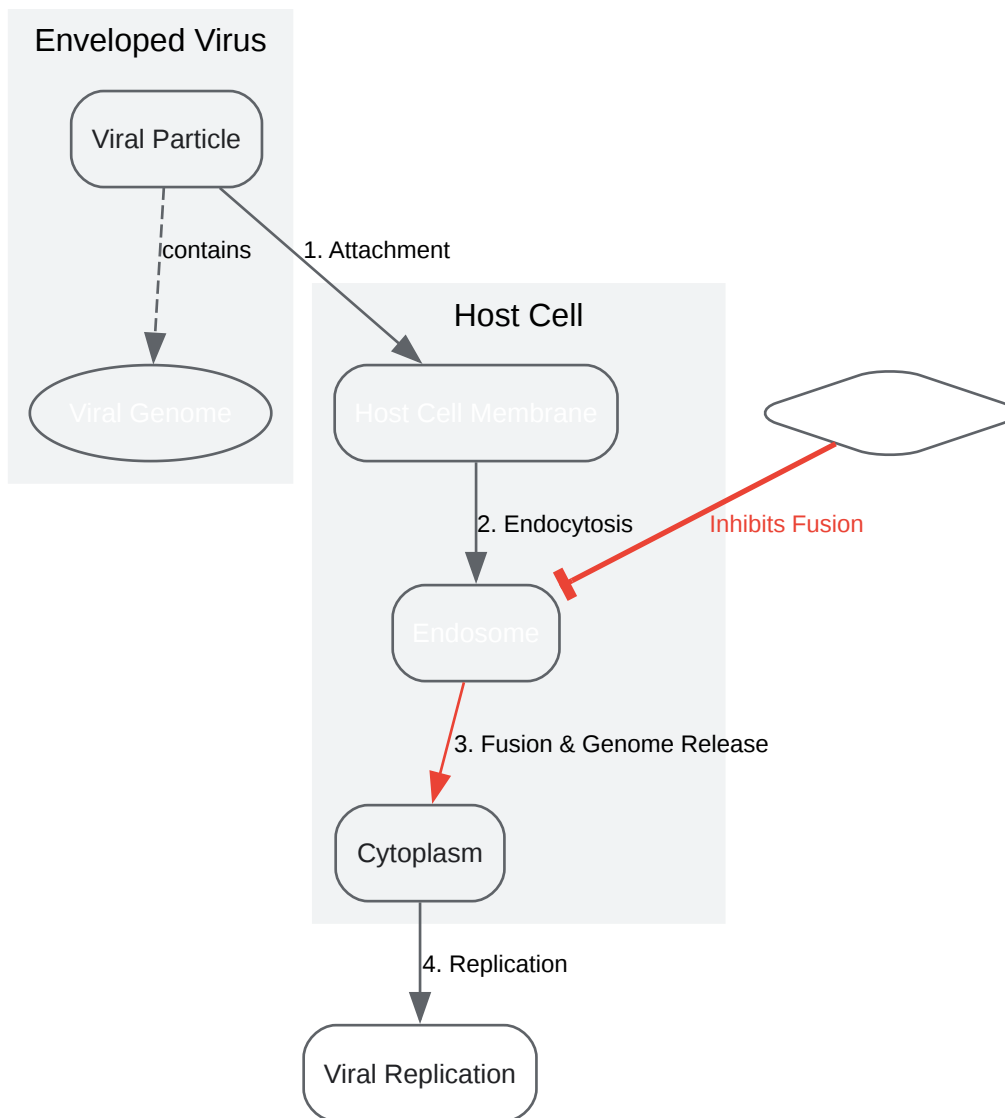 Enveloped Virus
Viral Particle
contains
1. Attachment
Host Cell
Viral Genome
Host Cell Membrane
2. Endocytosis
Inhibits Fusion
Endosome
3. Fusion & Genome Release
Cytoplasm
4. Replication
Viral Replication